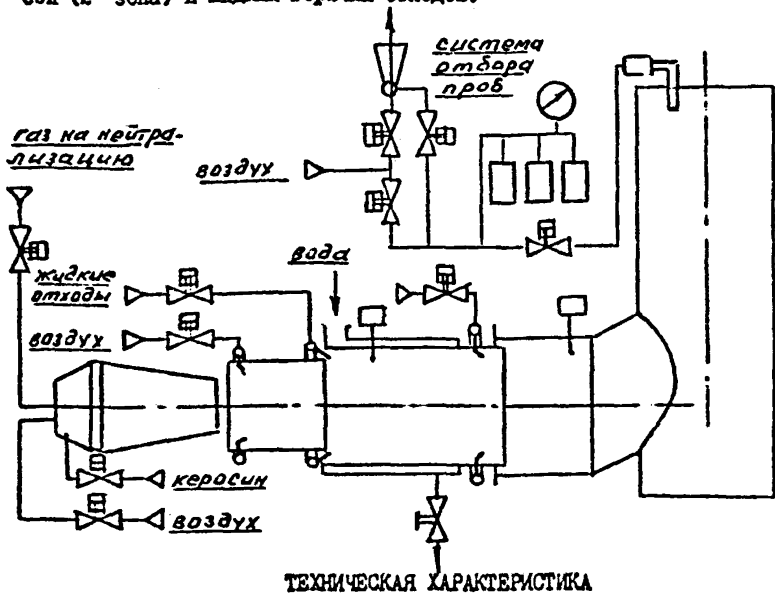 система
отбора
проб
газ на нейтра-
лизацию
воздух
вода
жидкие
отходы
воздух
керосин
воздух
ТЕХНИЧЕСКАЯ ХАРАКТЕРИСТИКА